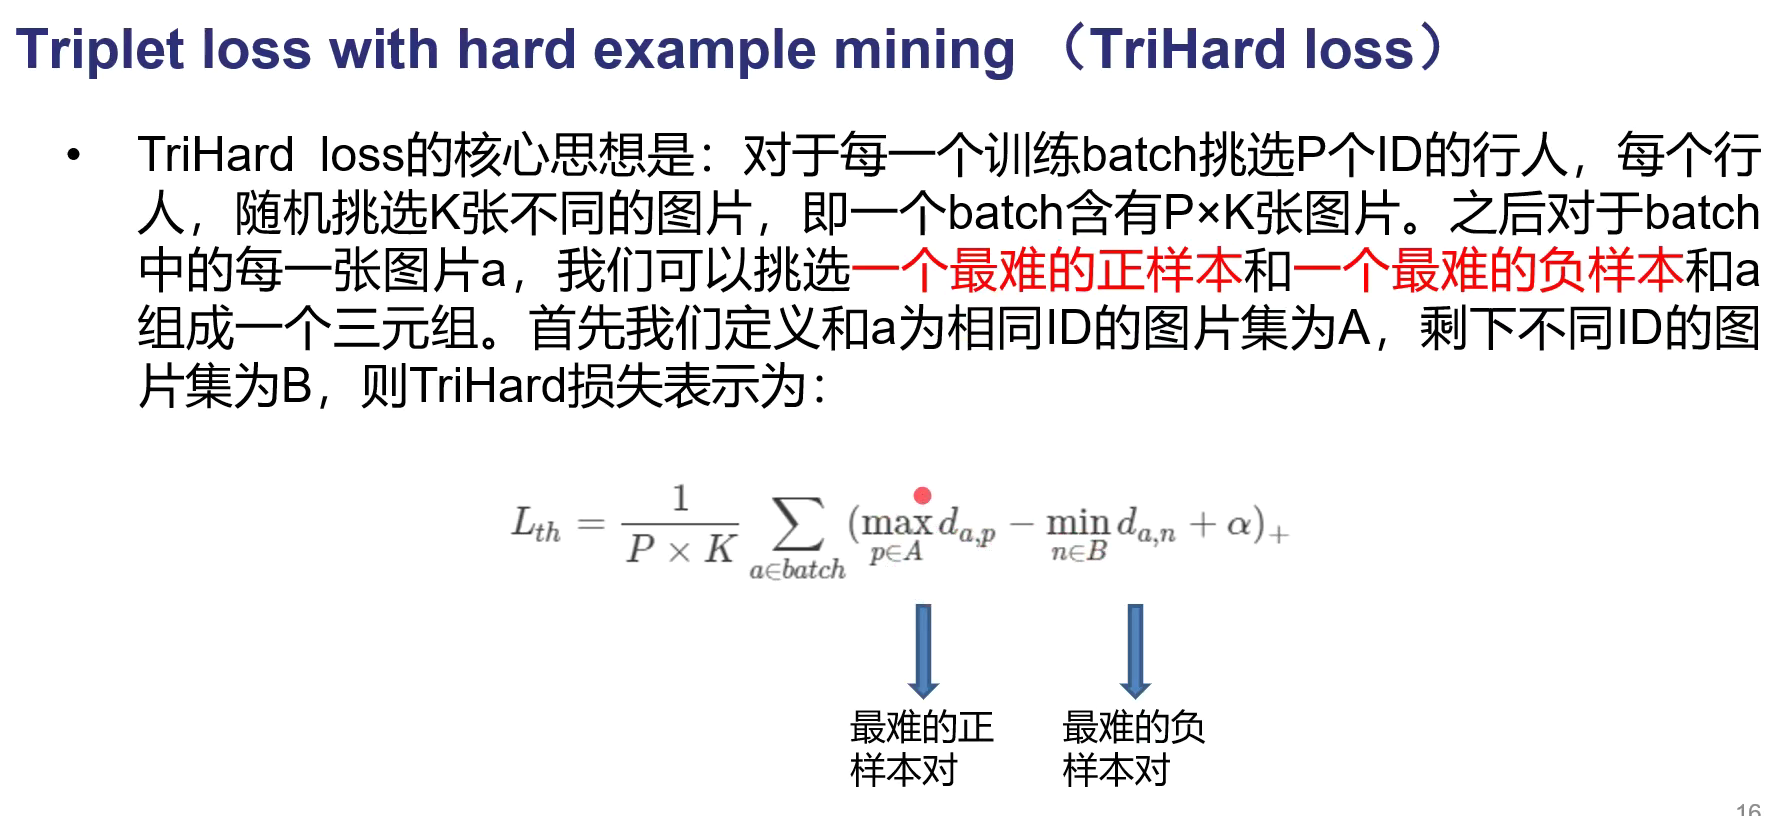 Triplet loss with hard example mining （TriHard loss）
• TriHard loss的核心思想是：对于每一个训练batch挑选P个ID的行人，每个行
人，随机挑选K张不同的图片，即一个batch含有P×K张图片。之后对于batch
中的每一张图片a，我们可以挑选一个最难的正样本和一个最难的负样本和a
组成一个三元组。首先我们定义和a为相同ID的图片集为A，剩下不同ID的图
片集为B，则TriHard损失表示为：
L_{th} = \frac{1}{P × K} \sum_{a∈batch} (\max_{p∈A} d_{a,p} − \min_{n∈B} d_{a,n} + α)_+
最难的正
样本对
最难的负
样本对
16